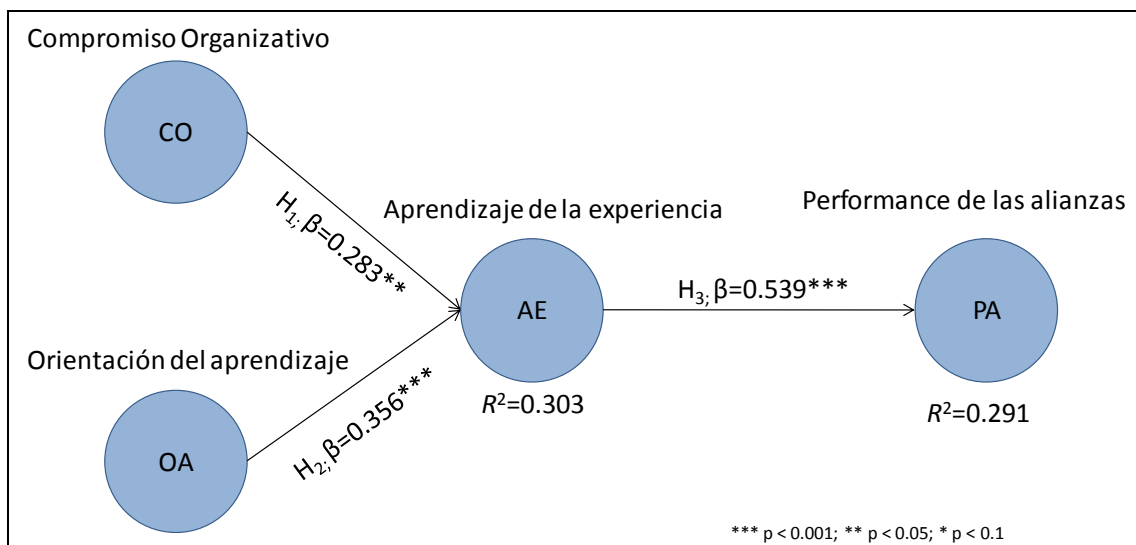 Compromiso Organizativo
CO
H1; β=0.283**
Aprendizaje de la experiencia
AE
R²=0.303
Performance de las alianzas
H3; β=0.539***
PA
R²=0.291
Orientación del aprendizaje
OA
H2; β=0.356***
*** p < 0.001; ** p < 0.05; * p < 0.1